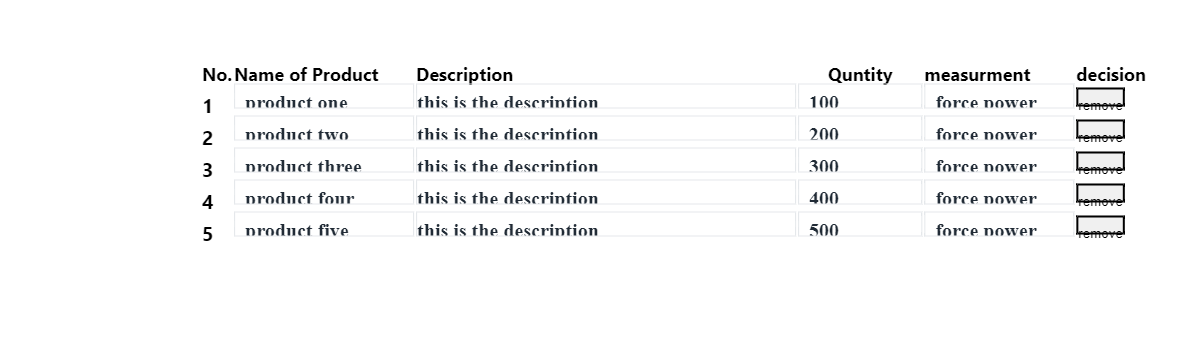 No. Name of Product Description Quntity measurment decision
1 product one this is the description 100 force power remove
2 product two this is the description 200 force power remove
3 product three this is the description 300 force power remove
4 product four this is the description 400 force power remove
5 product five this is the description 500 force power remove